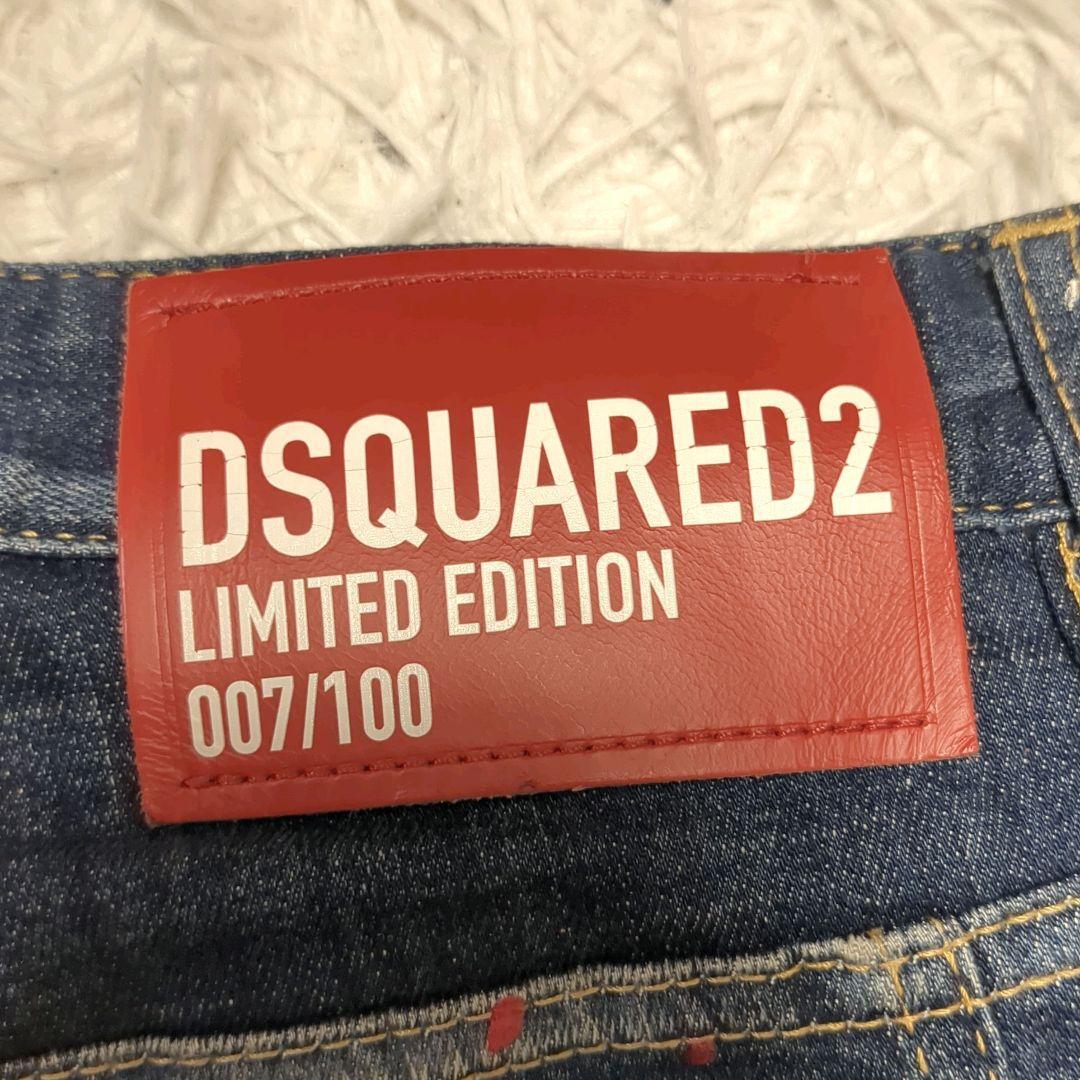 DSQUARED2
LIMITED EDITION
007/100